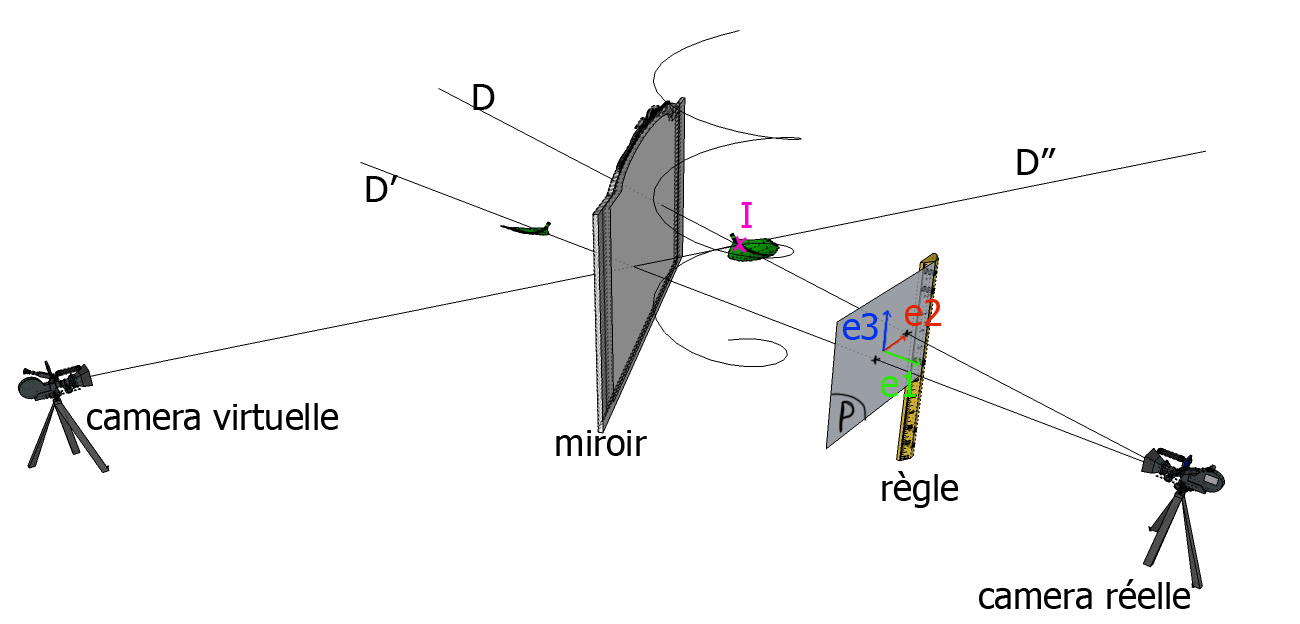 D
D’
D”
I
e3
e2
e1
P
camera virtuelle
miroir
règle
camera réelle